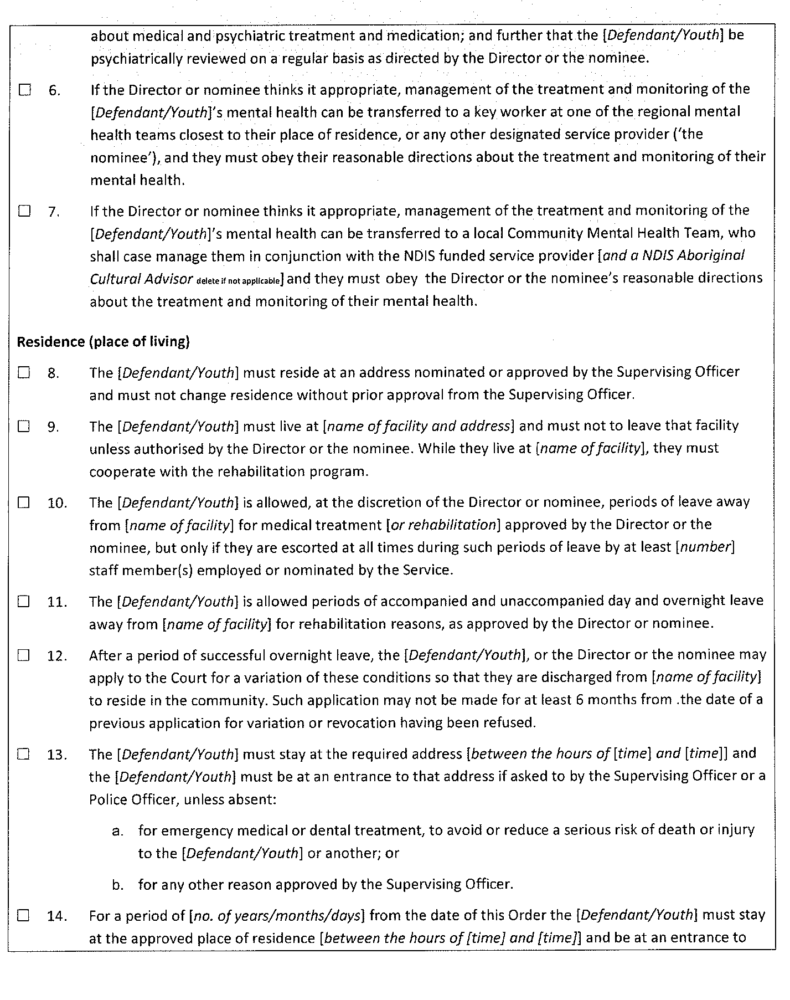 about medical and psychiatric treatment and medication; and further that the [Defendant/Youth] be
psychiatrically reviewed on a regular basis as directed by the Director or the nominee.
☐ 6. If the Director or nominee thinks it appropriate, management of the treatment and monitoring of the
[Defendant/Youth]'s mental health can be transferred to a key worker at one of the regional mental
health teams closest to their place of residence, or any other designated service provider ('the
nominee'), and they must obey their reasonable directions about the treatment and monitoring of their
mental health.
☐ 7. If the Director or nominee thinks it appropriate, management of the treatment and monitoring of the
[Defendant/Youth]'s mental health can be transferred to a local Community Mental Health Team, who
shall case manage them in conjunction with the NDIS funded service provider [and a NDIS Aboriginal
Cultural Advisor delete if not applicable] and they must obey the Director or the nominee's reasonable directions
about the treatment and monitoring of their mental health.
Residence (place of living)
☐ 8. The [Defendant/Youth] must reside at an address nominated or approved by the Supervising Officer
and must not change residence without prior approval from the Supervising Officer.
☐ 9. The [Defendant/Youth] must live at [name of facility and address] and must not to leave that facility
unless authorised by the Director or the nominee. While they live at [name of facility], they must
cooperate with the rehabilitation program.
☐ 10. The [Defendant/Youth] is allowed, at the discretion of the Director or nominee, periods of leave away
from [name of facility] for medical treatment [or rehabilitation] approved by the Director or the
nominee, but only if they are escorted at all times during such periods of leave by at least [number]
staff member(s) employed or nominated by the Service.
☐ 11. The [Defendant/Youth] is allowed periods of accompanied and unaccompanied day and overnight leave
away from [name of facility] for rehabilitation reasons, as approved by the Director or nominee.
☐ 12. After a period of successful overnight leave, the [Defendant/Youth], or the Director or the nominee may
apply to the Court for a variation of these conditions so that they are discharged from [name of facility]
to reside in the community. Such application may not be made for at least 6 months from .the date of a
previous application for variation or revocation having been refused.
☐ 13. The [Defendant/Youth] must stay at the required address [between the hours of [time] and [time]] and
the [Defendant/Youth] must be at an entrance to that address if asked to by the Supervising Officer or a
Police Officer, unless absent:
a. for emergency medical or dental treatment, to avoid or reduce a serious risk of death or injury
to the [Defendant/Youth] or another; or
b. for any other reason approved by the Supervising Officer.
☐ 14. For a period of [no. of years/months/days] from the date of this Order the [Defendant/Youth] must stay
at the approved place of residence [between the hours of [time] and [time]] and be at an entrance to